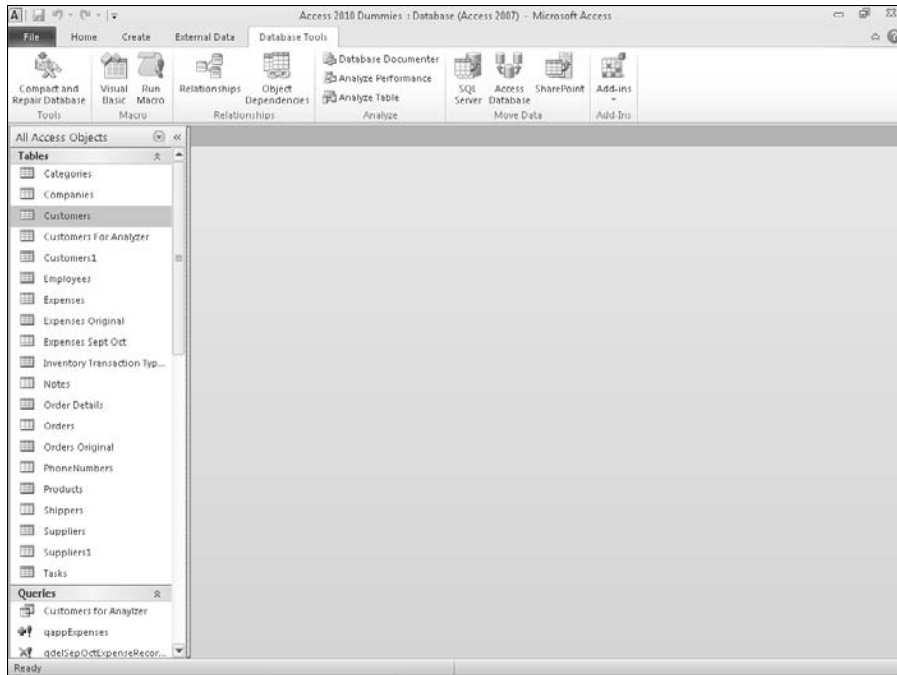 Access 2010 Dummies : Database (Access 2007) - Microsoft Access
File Home Create External Data Database Tools
Compact and Repair Database
Visual Basic
Run Macro
Relationships
Object Dependencies
Database Documenter
Analyze Performance
Analyze Table
SQL Server
Access Database
SharePoint
Add-ins
Tools Macro Relationships Analyze Move Data Add-Ins
All Access Objects
Tables
Categories
Companies
Customers
Customers For Analyzer
Customers1
Employees
Expenses
Expenses Original
Expenses Sept Oct
Inventory Transaction Typ...
Notes
Order Details
Orders
Orders Original
PhoneNumbers
Products
Shippers
Suppliers
Suppliers1
Tasks
Queries
Customers for Anaylzer
qappExpenses
qdelSepOctExpenseRecor...
Ready